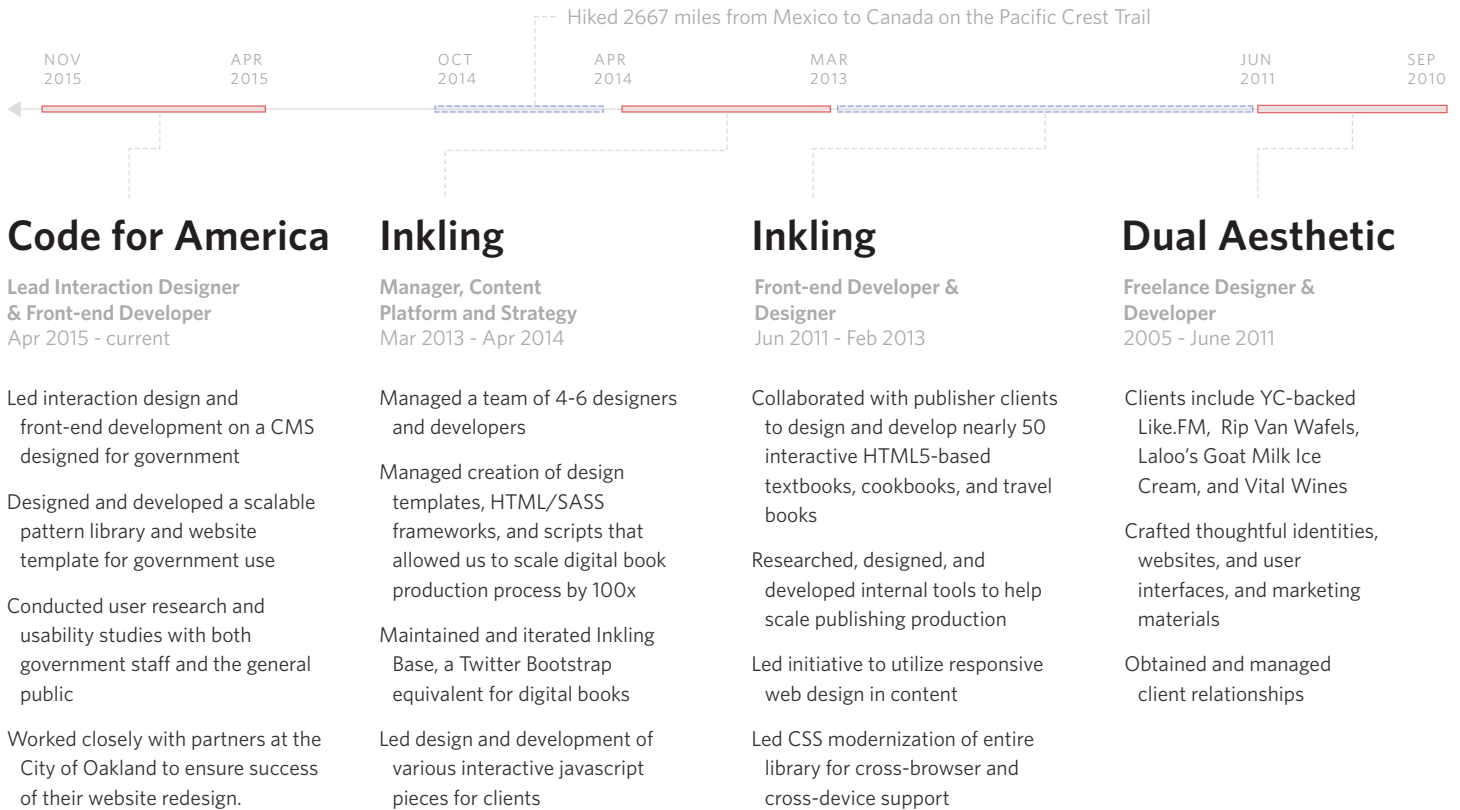 Hiked 2667 miles from Mexico to Canada on the Pacific Crest Trail
NOV
2015
APR
2015
OCT
2014
APR
2014
MAR
2013
JUN
2011
SEP
2010
Code for America
Lead Interaction Designer
& Front-end Developer
Apr 2015 - current
Led interaction design and
front-end development on a CMS
designed for government
Designed and developed a scalable
pattern library and website
template for government use
Conducted user research and
usability studies with both
government staff and the general
public
Worked closely with partners at the
City of Oakland to ensure success
of their website redesign.
Inkling
Manager, Content
Platform and Strategy
Mar 2013 - Apr 2014
Managed a team of 4-6 designers
and developers
Managed creation of design
templates, HTML/SASS
frameworks, and scripts that
allowed us to scale digital book
production process by 100x
Maintained and iterated Inkling
Base, a Twitter Bootstrap
equivalent for digital books
Led design and development of
various interactive javascript
pieces for clients
Inkling
Front-end Developer &
Designer
Jun 2011 - Feb 2013
Collaborated with publisher clients
to design and develop nearly 50
interactive HTML5-based
textbooks, cookbooks, and travel
books
Researched, designed, and
developed internal tools to help
scale publishing production
Led initiative to utilize responsive
web design in content
Led CSS modernization of entire
library for cross-browser and
cross-device support
Dual Aesthetic
Freelance Designer &
Developer
2005 - June 2011
Clients include YC-backed
Like.FM,  Rip Van Wafels,
Laloo's Goat Milk Ice
Cream, and Vital Wines
Crafted thoughtful identities,
websites, and user
interfaces, and marketing
materials
Obtained and managed
client relationships